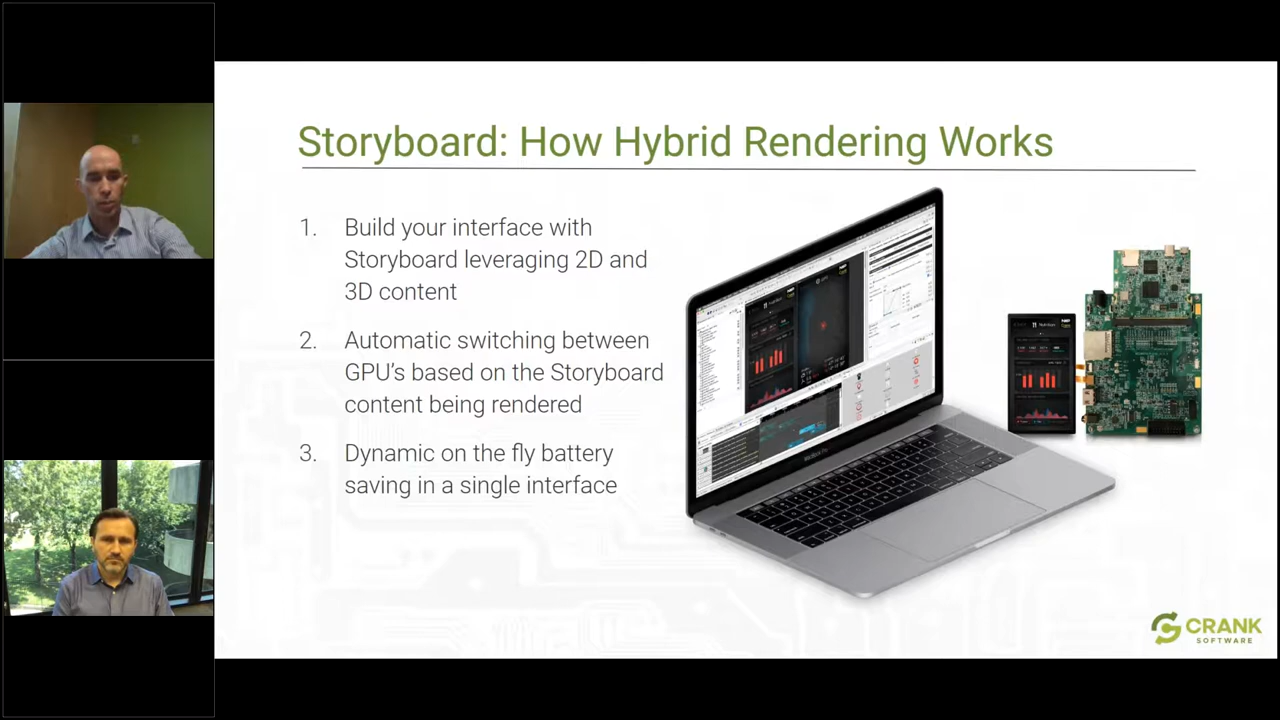 Storyboard: How Hybrid Rendering Works
1. Build your interface with
Storyboard leveraging 2D and
3D content
2. Automatic switching between
GPU's based on the Storyboard
content being rendered
3. Dynamic on the fly battery
saving in a single interface
MacBook Pro
CRANK
SOFTWARE